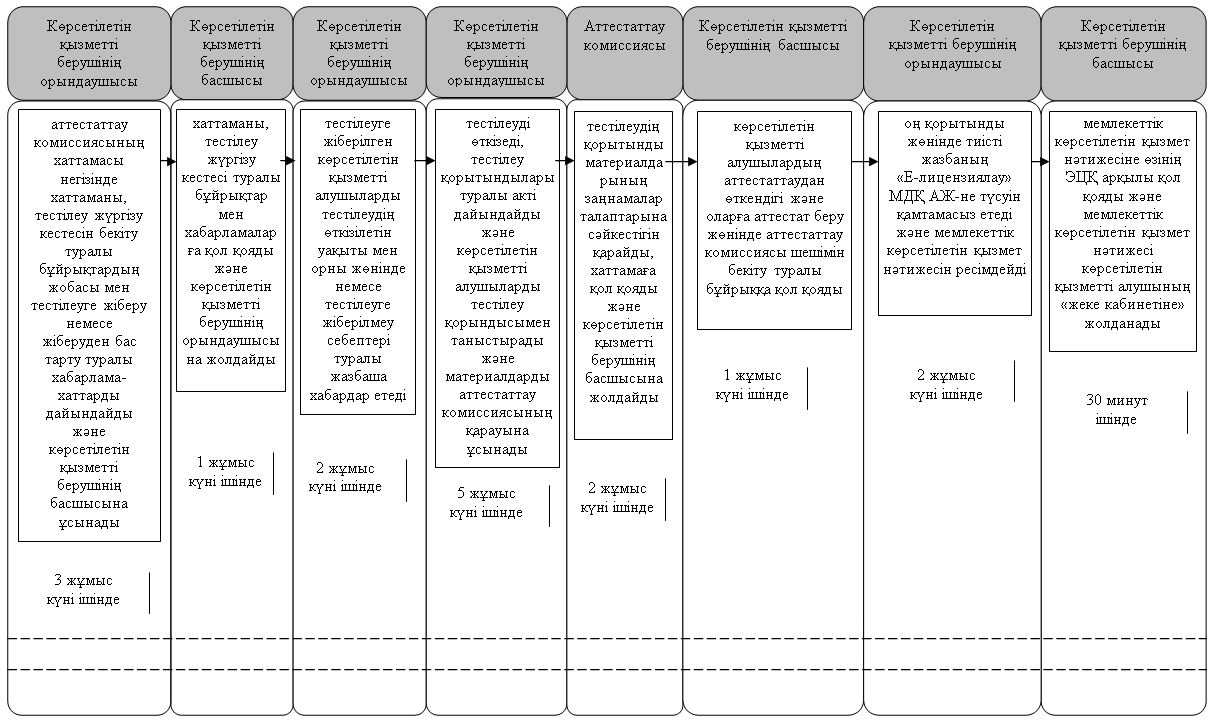 Көрсетілетін
қызметті
берушінің
орындаушысы
Көрсетілетін
қызметті
берушінің
басшысы
Көрсетілетін
қызметті
берушінің
орындаушысы
Көрсетілетін
қызметті
берушінің
орындаушысы
Аттестаттау
комиссиясы
Көрсетілетін қызметті
берушінің басшысы
Көрсетілетін
қызметті берушінің
орындаушысы
Көрсетілетін
қызметті берушінің
басшысы
аттестаттау
комиссиясының
хаттамасы
негізінде
хаттаманы,
тестілеу жүргізу
кестесін бекіту
туралы
бұйрықтардың
жобасы мен
тестілеуге жіберу
немесе
жіберуден бас
тарту туралы
хабарлама-
хаттарды
дайындайды
және
көрсетілетін
қызметті
берушінің
басшысына
ұсынады
3 жұмыс
күні ішінде
хаттаманы,
тестілеу
жүргізу
кестесі туралы
бұйрықтар
мен
хабарламалар
ға қол қояды
және
көрсетілетін
қызметті
берушінің
орындаушысы
на жолдайды
1 жұмыс
күні ішінде
тестілеуге
жіберілген
көрсетілетін
қызметті
алушыларды
тестілеудің
өткізілетін
уақыты мен
орны жөнінде
немесе
тестілеуге
жіберілмеу
себептері
туралы
жазбаша
хабардар етеді
2 жұмыс
күні ішінде
тестілеуді
өткізеді,
тестілеу
қорытындылары
туралы акті
дайындайды
және
көрсетілетін
қызметті
алушыларды
тестілеу
қорындысымен
таныстырады
және
материалдарды
аттестаттау
комиссиясының
қарауына
ұсынады
5 жұмыс
күні ішінде
тестілеудің
қорытынды
материалда
рының
заңнамалар
талаптарына
сәйкестігін
қарайды,
хаттамаға
қол қояды
және
көрсетілетін
қызметті
берушінің
басшысына
жолдайды
2 жұмыс
күні ішінде
көрсетілетін
қызметті
алушылардың
аттестаттаудан
өткендігі және
оларға аттестат беру
жөнінде аттестаттау
комиссиясы шешімін
бекіту туралы
бұйрыққа қол қояды
1 жұмыс
күні ішінде
оң қорытынды
жөнінде тиісті
жазбаның
«Е-лицензиялау»
МДҚ АЖ-не түсуін
қамтамасыз етеді
және мемлекеттік
көрсетілетін қызмет
нәтижесін ресімдейді
2 жұмыс
күні ішінде
мемлекеттік
көрсетілетін қызмет
нәтижесіне өзінің
ЭЦҚ арқылы қол
қояды және
мемлекеттік
көрсетілетін қызмет
нәтижесі
көрсетілетін
қызметті алушының
«жеке кабинетіне»
жолданады
30 минут
ішінде